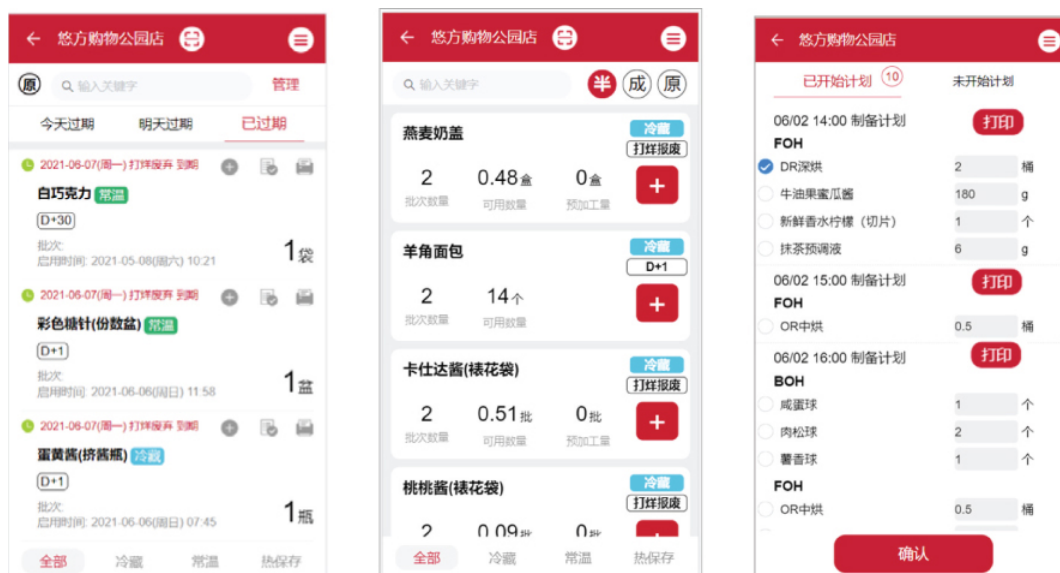 悠方购物公园店
原 输入关键字 管理
今天过期 明天过期 已过期
2021-06-07(周一) 打烊废弃 到期
白巧克力 常温
D+30
批次:
启用时间: 2021-05-08(周六) 10:21
1袋
2021-06-07(周一) 打烊废弃 到期
彩色糖针(份数盆) 常温
D+1
批次:
启用时间: 2021-06-06(周日) 11:58
1盆
2021-06-07(周一) 打烊废弃 到期
蛋黄酱(挤酱瓶) 冷藏
D+1
批次:
启用时间: 2021-06-06(周日) 07:45
1瓶
全部 冷藏 常温 热保存
悠方购物公园店
输入关键字 半 成 原
燕麦奶盖 冷藏
打烊报废
2 0.48盒 0盒
批次数量 可用数量 预加工量
羊角面包 冷藏
D+1
2 14个
批次数量 可用数量
卡仕达酱(裱花袋) 冷藏
打烊报废
2 0.51批 0批
批次数量 可用数量 预加工量
桃桃酱(裱花袋) 冷藏
打烊报废
2 0.09批 0批
全部 冷藏 常温 热保存
悠方购物公园店
已开始计划 10 未开始计划
06/02 14:00 制备计划 打印
FOH
DR深烘 2 桶
牛油果蜜瓜酱 180 g
新鲜香水柠檬（切片） 1 个
抹茶预调液 6 g
06/02 15:00 制备计划 打印
FOH
OR中烘 0.5 桶
06/02 16:00 制备计划 打印
BOH
咸蛋球 1 个
肉松球 2 个
薯香球 1 个
FOH
OR中烘 0.5 桶
确认